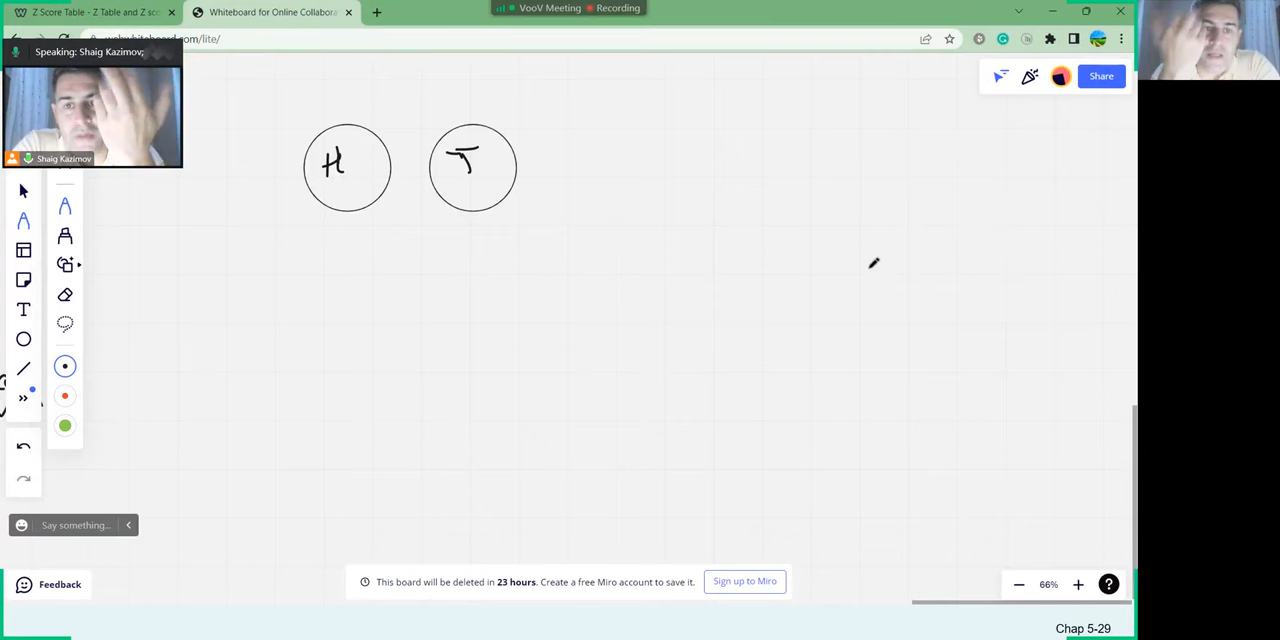 Z Score Table - Z Table and Z sco
Whiteboard for Online Collabora
VooV Meeting Recording
.com/lite/
Speaking: Shaig Kazimov;
Shaig Kazimov
Share
H T
Say something...
Feedback
This board will be deleted in 23 hours. Create a free Miro account to save it.
Sign up to Miro
66%
Chap 5-29